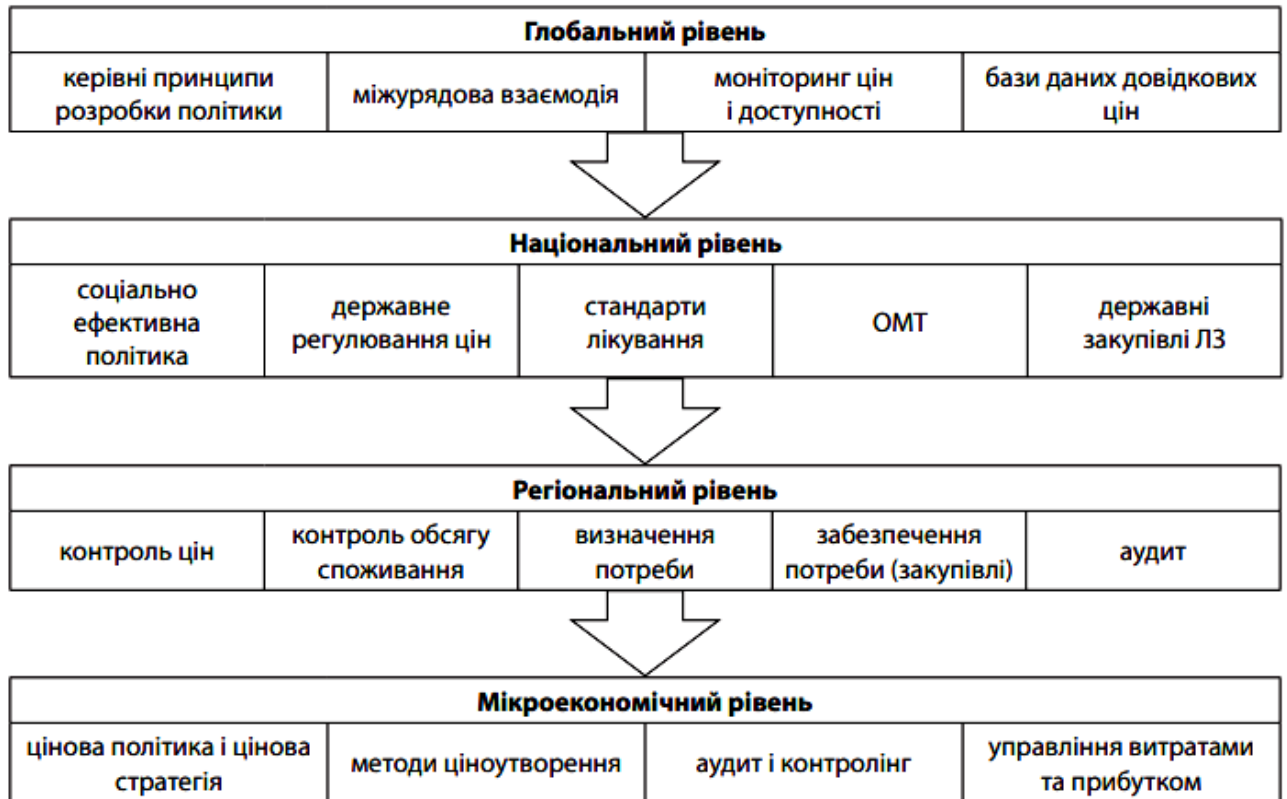 Глобальний рівень
керівні принципи
розробки політики
міжурядова взаємодія
моніторинг цін
і доступності
бази даних довідкових
цін
Національний рівень
соціально
ефективна
політика
державне
регулювання цін
стандарти
лікування
ОМТ
державні
закупівлі ЛЗ
Регіональний рівень
контроль цін
контроль обсягу
споживання
визначення
потреби
забезпечення
потреби (закупівлі)
аудит
Мікроекономічний рівень
цінова політика і цінова
стратегія
методи ціноутворення
аудит і контролінг
управління витратами
та прибутком